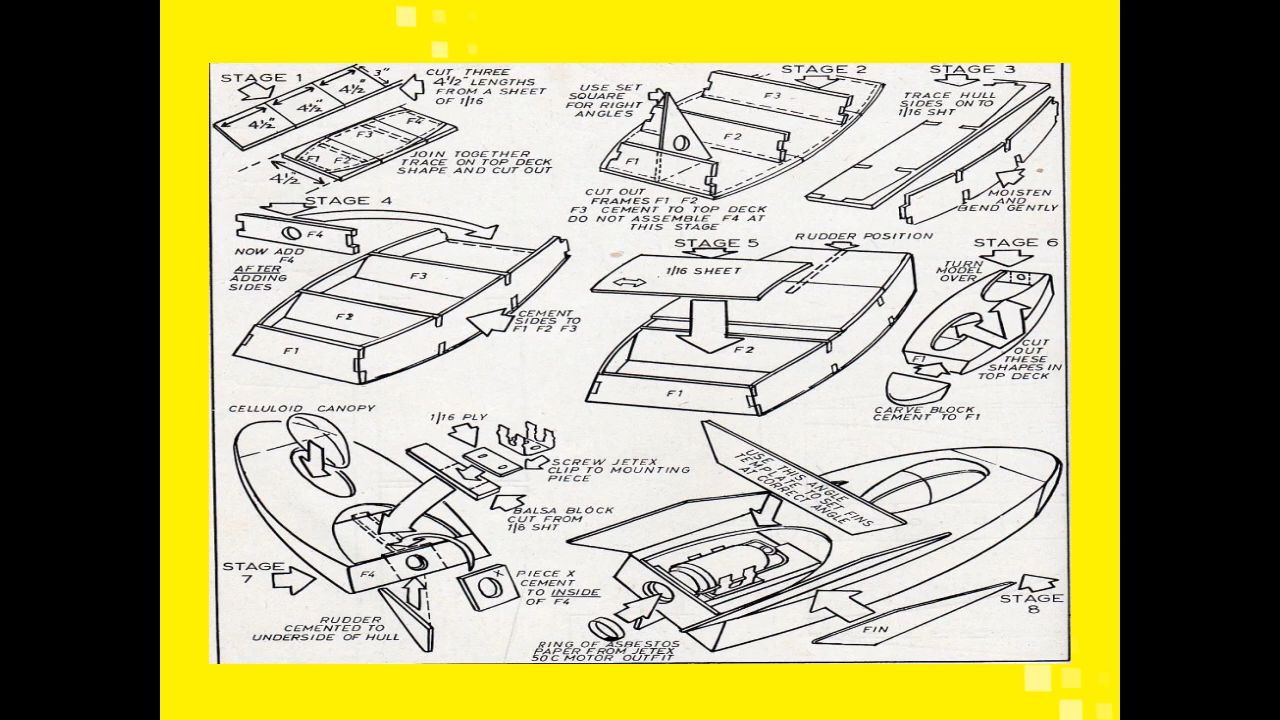 STAGE 1
3"
4½"
4½"
4½"
CUT THREE
4½" LENGTHS
FROM A SHEET
OF 1/16
F4
F3
F1 F2
4½
JOIN TOGETHER
TRACE ON TOP DECK
SHAPE AND CUT OUT
STAGE 2
USE SET
SQUARE
FOR RIGHT
ANGLES
F3
F2
F1
CUT OUT
FRAMES F1 F2
F3 CEMENT TO TOP DECK
DO NOT ASSEMBLE F4 AT
THIS STAGE
STAGE 3
TRACE HULL
SIDES ON TO
1/16 SHT
MOISTEN
AND
BEND GENTLY
STAGE 4
F4
NOW ADD
F4
AFTER
ADDING
SIDES
F3
F2
F1
CEMENT
SIDES TO
F1 F2 F3
STAGE 5
RUDDER POSITION
1/16 SHEET
F2
F1
STAGE 6
TURN
MODEL
OVER
F1
CUT
OUT
THESE
SHAPES IN
TOP DECK
CARVE BLOCK
CEMENT TO F1
CELLULOID CANOPY
1/16 PLY
SCREW JETEX
CLIP TO MOUNTING
PIECE
BALSA BLOCK
CUT FROM
1/8 SHT
STAGE
7
F4
X
PIECE X
CEMENT
TO INSIDE
OF F4
RUDDER
CEMENTED TO
UNDERSIDE OF HULL
USE THIS ANGLE
TEMPLATE TO SET FINS
AT CORRECT ANGLE
STAGE
8
FIN
RING OF ASBESTOS
PAPER FROM JETEX
50C MOTOR OUTFIT